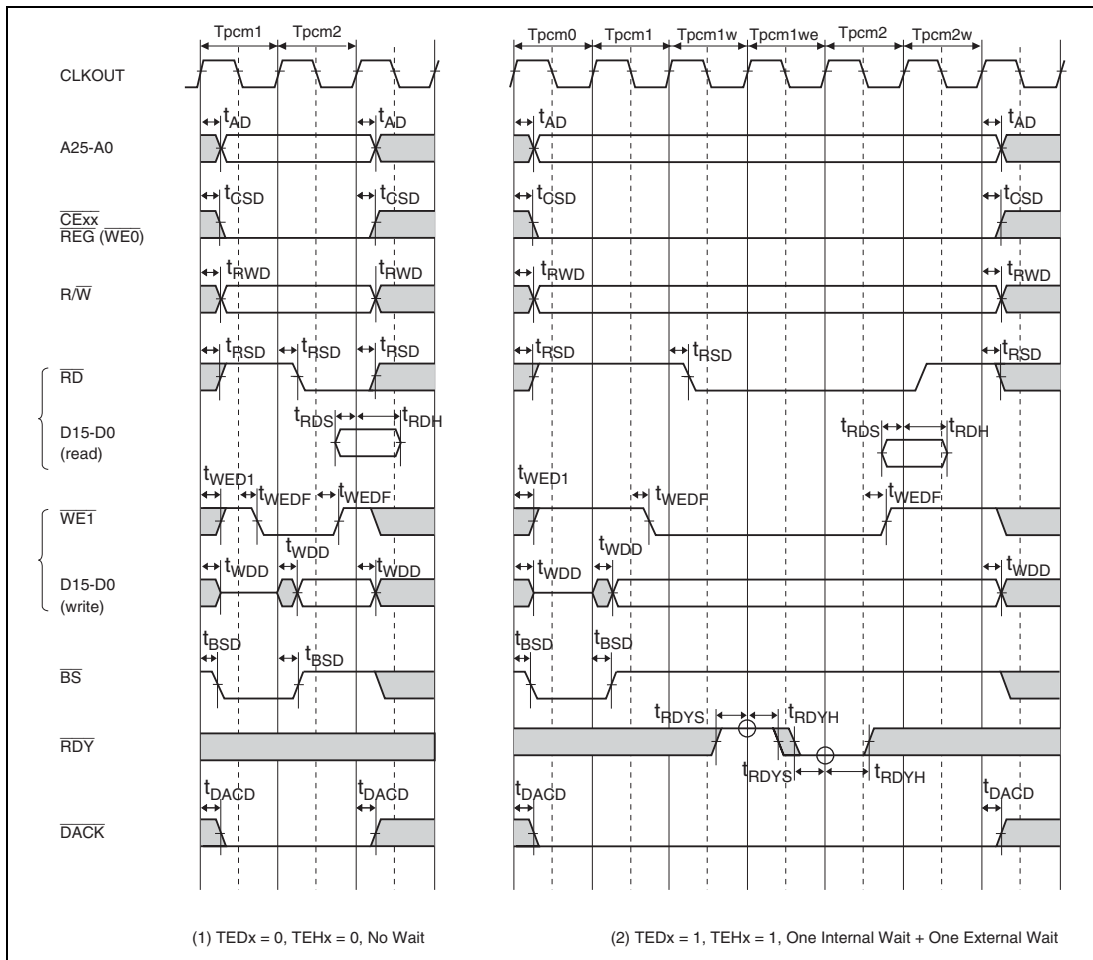 Tpcm1 Tpcm2 Tpcm0 Tpcm1 Tpcm1w Tpcm1we Tpcm2 Tpcm2w
CLKOUT
tAD tAD tAD tAD
A25-A0
tCSD tCSD tCSD tCSD
CExx
REG (WE0)
tRWD tRWD tRWD tRWD
R/W
tRSD tRSD tRSD tRSD tRSD tRSD
RD
tRDS tRDH tRDS tRDH
D15-D0
(read)
tWED1 tWEDF tWEDF tWED1 tWEDF tWEDF
WE1
tWDD tWDD
tWDD tWDD tWDD tWDD
D15-D0
(write)
tBSD tBSD tBSD tBSD
BS
tRDYS tRDYH
RDY
tRDYS tRDYH
tDACD tDACD tDACD tDACD
DACK
(1) TEDx = 0, TEHx = 0, No Wait
(2) TEDx = 1, TEHx = 1, One Internal Wait + One External Wait